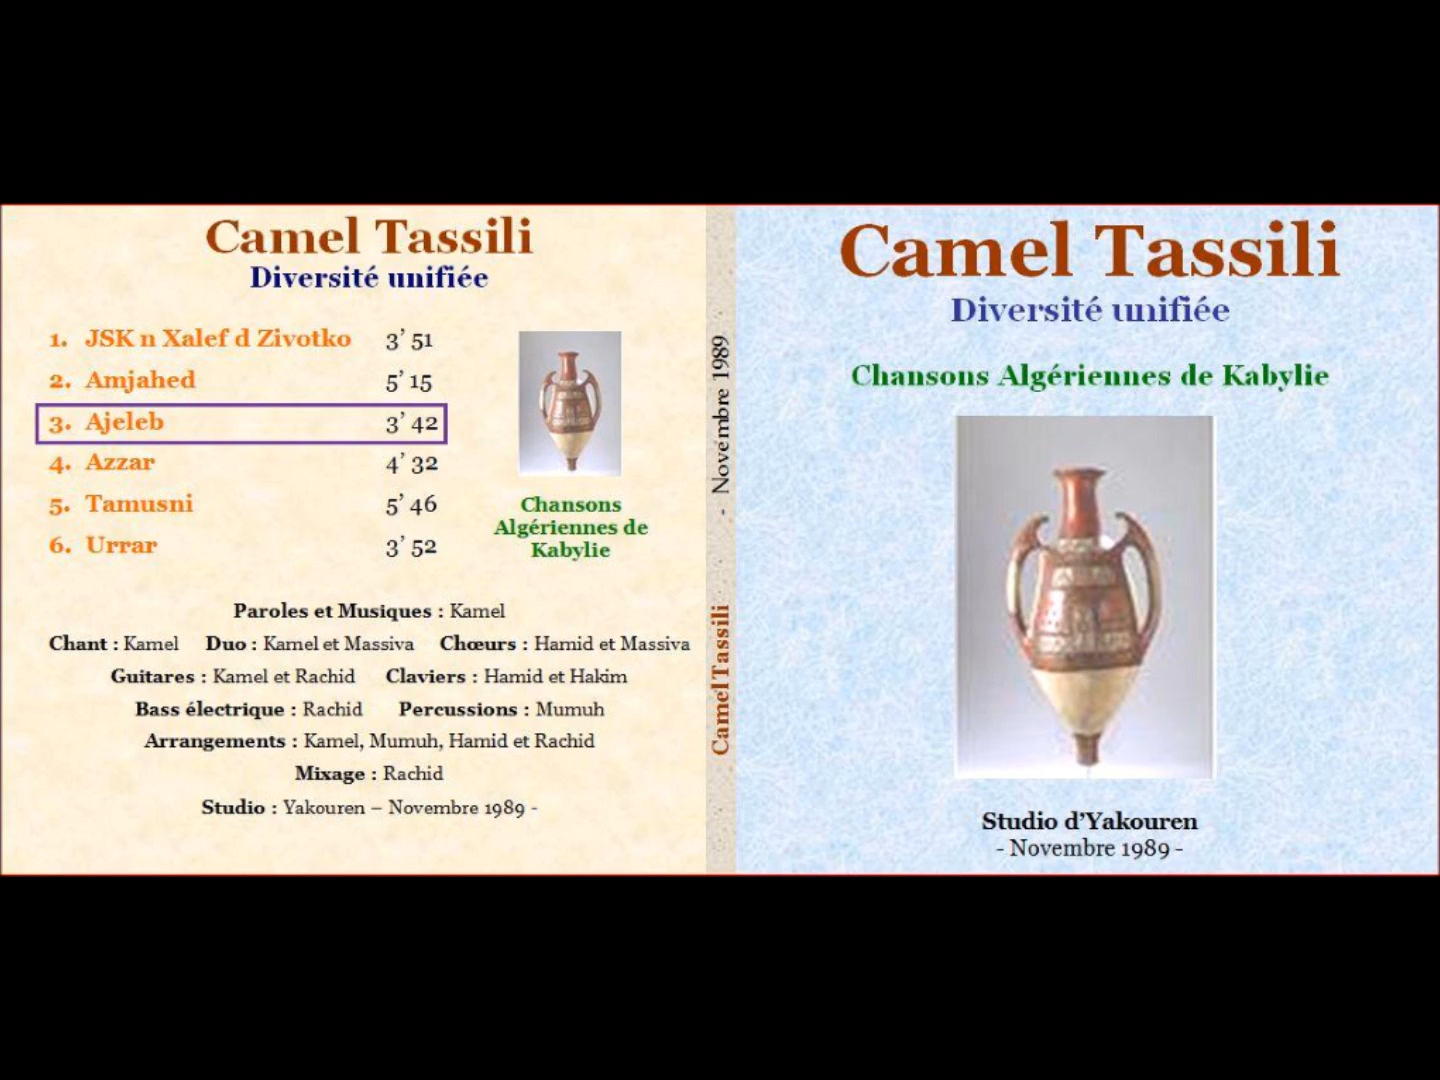 Camel Tassili
Diversité unifiée
1. JSK n Xalef d Zivotko 3’ 51
2. Amjahed 5’ 15
3. Ajeleb 3’ 42
4. Azzar 4’ 32
5. Tamusni 5’ 46
6. Urrar 3’ 52
Chansons
Algériennes de
Kabylie
Paroles et Musiques : Kamel
Chant : Kamel Duo : Kamel et Massiva Chœurs : Hamid et Massiva
Guitares : Kamel et Rachid Claviers : Hamid et Hakim
Bass électrique : Rachid Percussions : Mumuh
Arrangements : Kamel, Mumuh, Hamid et Rachid
Mixage : Rachid
Studio : Yakouren – Novembre 1989 -
Camel Tassili - Novembre 1989
Camel Tassili
Diversité unifiée
Chansons Algériennes de Kabylie
Studio d’Yakouren
- Novembre 1989 -